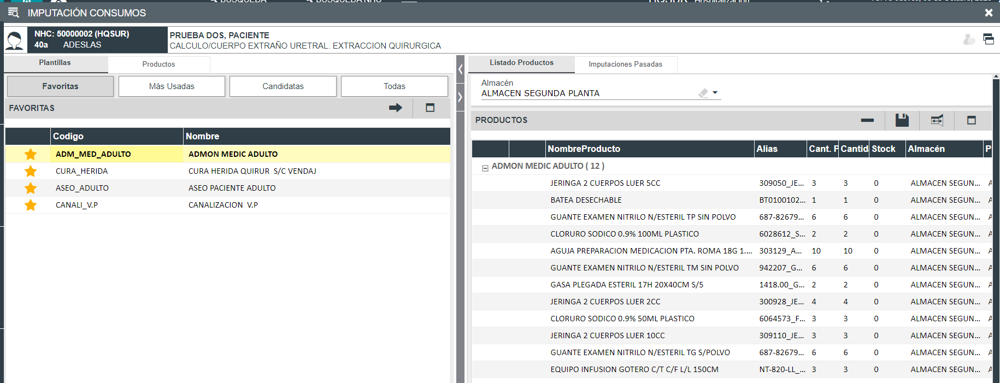 IMPUTACIÓN CONSUMOS
NHC: 50000002 (HQSUR)
40a ADESLAS
PRUEBA DOS, PACIENTE
CALCULO/CUERPO EXTRAÑO URETRAL. EXTRACCION QUIRURGICA
Plantillas Productos
Favoritas Más Usadas Candidatas Todas
FAVORITAS
Codigo Nombre
ADM_MED_ADULTO ADMON MEDIC ADULTO
CURA_HERIDA CURA HERIDA QUIRUR S/C VENDAJ
ASEO_ADULTO ASEO PACIENTE ADULTO
CANALI_V.P CANALIZACION V.P
Listado Productos Imputaciones Pasadas
Almacén
ALMACEN SEGUNDA PLANTA
PRODUCTOS
NombreProducto Alias Cant. P Cantid Stock Almacén P
ADMON MEDIC ADULTO ( 12 )
JERINGA 2 CUERPOS LUER 5CC 309050_JE... 3 3 0 ALMACEN SEGUN... A
BATEA DESECHABLE BT0100102... 1 1 0 ALMACEN SEGUN... A
GUANTE EXAMEN NITRILO N/ESTERIL TP SIN POLVO 687-82679... 6 6 0 ALMACEN SEGUN... A
CLORURO SODICO 0.9% 100ML PLASTICO 6028612_S... 2 2 0 ALMACEN SEGUN... A
AGUJA PREPARACION MEDICACION PTA. ROMA 18G 1.... 303129_A... 10 10 0 ALMACEN SEGUN... A
GUANTE EXAMEN NITRILO N/ESTERIL TM SIN POLVO 942207_G... 6 6 0 ALMACEN SEGUN... A
GASA PLEGADA ESTERIL 17H 20X40CM S/5 1418.00_G... 2 2 0 ALMACEN SEGUN... A
JERINGA 2 CUERPOS LUER 2CC 300928_JE... 4 4 0 ALMACEN SEGUN... A
CLORURO SODICO 0.9% 50ML PLASTICO 6064573_F... 3 3 0 ALMACEN SEGUN... A
JERINGA 2 CUERPOS LUER 10CC 309110_JE... 3 3 0 ALMACEN SEGUN... A
GUANTE EXAMEN NITRILO N/ESTERIL TG S/POLVO 687-82679... 6 6 0 ALMACEN SEGUN... A
EQUIPO INFUSION GOTERO C/T C/F L/L 150CM NT-820-LL_... 3 3 0 ALMACEN SEGUN... A